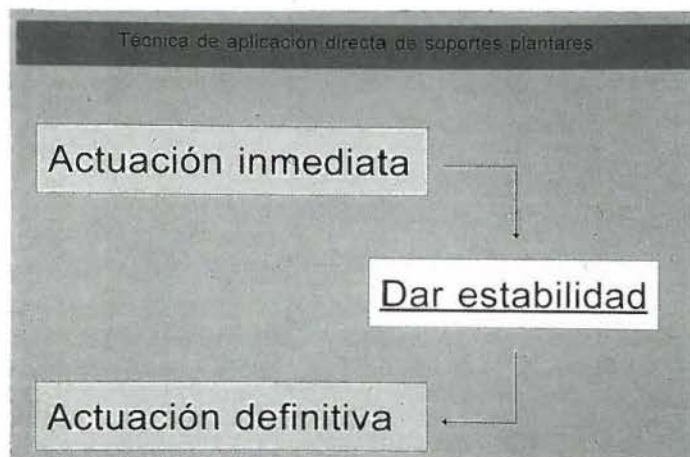 Técnica de aplicación directa de soportes plantares
Actuación inmediata
Dar estabilidad
Actuación definitiva